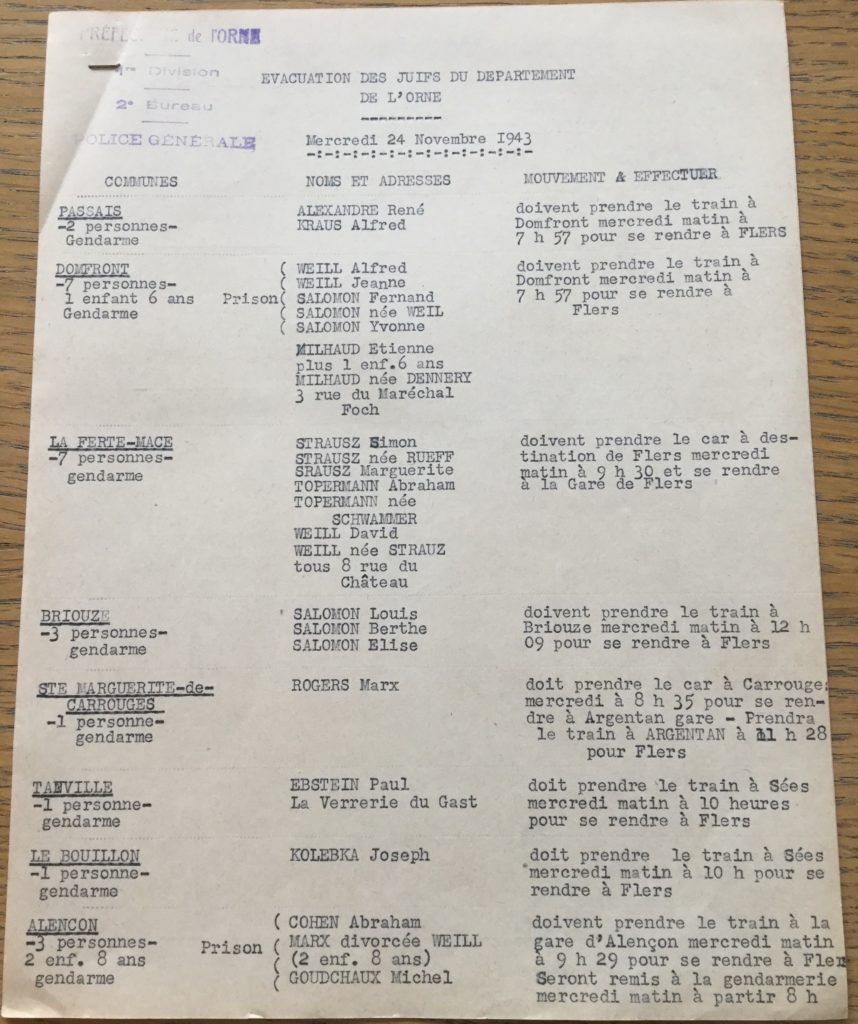 PRÉFEC de l'ORNE
1re Division
2e Bureau
POLICE GÉNÉRALE
EVACUATION DES JUIFS DU DEPARTEMENT
DE L'ORNE
Mercredi 24 Novembre 1943
COMMUNES NOMS ET ADRESSES MOUVEMENT & EFFECTUER
PASSAIS
-2 personnes-
Gendarme
ALEXANDRE René
KRAUS Alfred
doivent prendre le train à
Domfront mercredi matin à
7 h 57 pour se rendre à FLERS
DOMFRONT
-7 personnes-
1 enfant 6 ans
Gendarme
Prison
( WEILL Alfred
( WEILL Jeanne
( SALOMON Fernand
( SALOMON née WEIL
( SALOMON Yvonne
MILHAUD Etienne
plus 1 enf.6 ans
MILHAUD née DENNERY
3 rue du Maréchal
Foch
doivent prendre le train à
Domfront mercredi matin à
7 h 57 pour se rendre à
Flers
LA FERTE-MACE
-7 personnes-
gendarme
STRAUSZ Simon
STRAUSZ née RUEFF
SRAUSZ Marguerite
TOPERMANN Abraham
TOPERMANN née
SCHWAMMER
WEILL David
WEILL née STRAUZ
tous 8 rue du
Château
doivent prendre le car à des-
tination de Flers mercredi
matin à 9 h 30 et se rendre
à la Gare de Flers
BRIOUZE
-3 personnes-
gendarme
SALOMON Louis
SALOMON Berthe
SALOMON Elise
doivent prendre le train à
Briouze mercredi matin à 12 h
09 pour se rendre à Flers
STE MARGUERITE-de-
CARROUGES
-1 personne-
gendarme
ROGERS Marx
doit prendre le car à Carrouges
mercredi à 8 h 35 pour se ren-
dre à Argentan gare - Prendra
le train à ARGENTAN à 11 h 28
pour Flers
TANVILLE
-1 personne-
gendarme
EBSTEIN Paul
La Verrerie du Gast
doit prendre le train à Sées
mercredi matin à 10 heures
pour se rendre à Flers
LE BOUILLON
-1 personne-
gendarme
KOLEBKA Joseph
doit prendre le train à Sées
mercredi matin à 10 h pour se
rendre à Flers
ALENCON
-3 personnes-
2 enf. 8 ans
gendarme
Prison
( COHEN Abraham
( MARX divorcée WEILL
( (2 enf. 8 ans)
( GOUDCHAUX Michel
doivent prendre le train à la
gare d'Alençon mercredi matin
à 9 h 29 pour se rendre à Fler
Seront remis à la gendarmerie
mercredi matin à partir 8 h